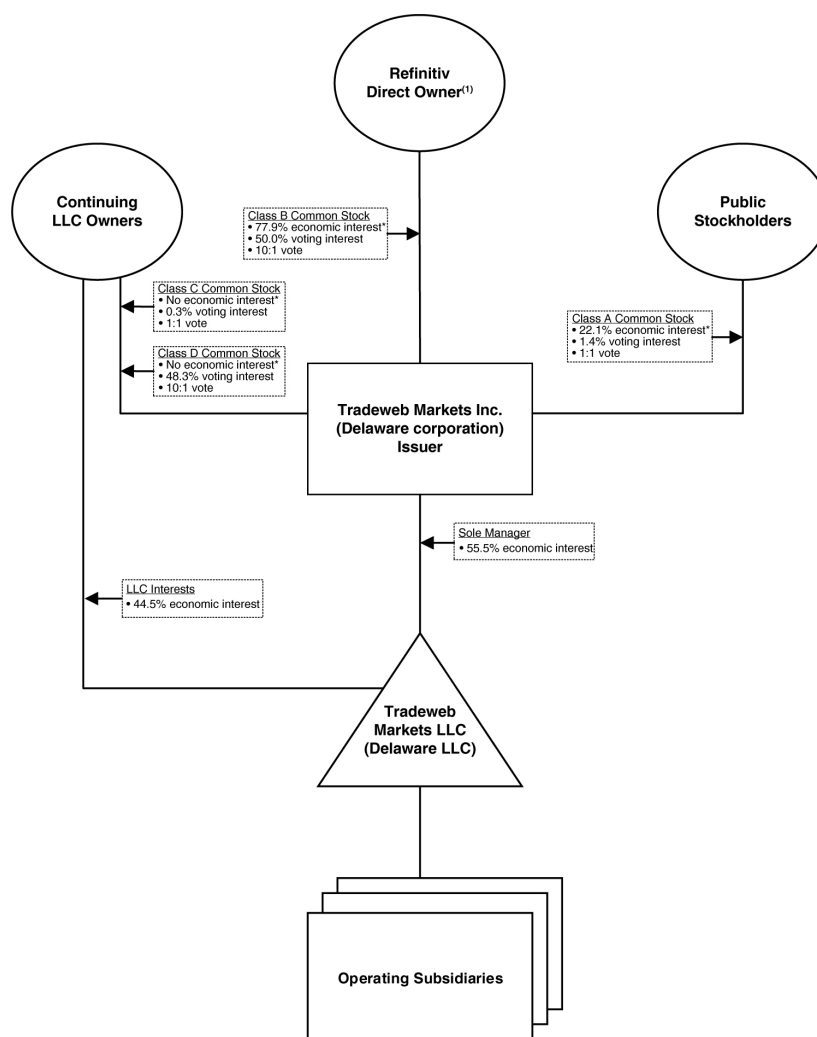 Refinitiv
Direct Owner(1)
Continuing
LLC Owners
Public
Stockholders
Class B Common Stock
• 77.9% economic interest*
• 50.0% voting interest
• 10:1 vote
Class C Common Stock
• No economic interest*
• 0.3% voting interest
• 1:1 vote
Class A Common Stock
• 22.1% economic interest*
• 1.4% voting interest
• 1:1 vote
Class D Common Stock
• No economic interest*
• 48.3% voting interest
• 10:1 vote
Tradeweb Markets Inc.
(Delaware corporation)
Issuer
Sole Manager
• 55.5% economic interest
LLC Interests
• 44.5% economic interest
Tradeweb
Markets LLC
(Delaware LLC)
Operating Subsidiaries